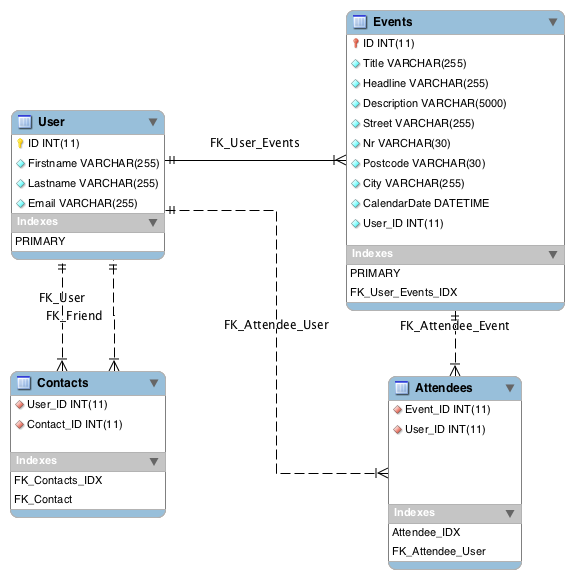 Events
ID INT(11)
Title VARCHAR(255)
Headline VARCHAR(255)
Description VARCHAR(5000)
Street VARCHAR(255)
Nr VARCHAR(30)
Postcode VARCHAR(30)
City VARCHAR(255)
CalendarDate DATETIME
User_ID INT(11)
Indexes
PRIMARY
FK_User_Events_IDX
User
ID INT(11)
Firstname VARCHAR(255)
Lastname VARCHAR(255)
Email VARCHAR(255)
Indexes
PRIMARY
FK_User_Events
FK_User
FK_Friend
FK_Attendee_User
FK_Attendee_Event
Contacts
User_ID INT(11)
Contact_ID INT(11)
Indexes
FK_Contacts_IDX
FK_Contact
Attendees
Event_ID INT(11)
User_ID INT(11)
Indexes
Attendee_IDX
FK_Attendee_User